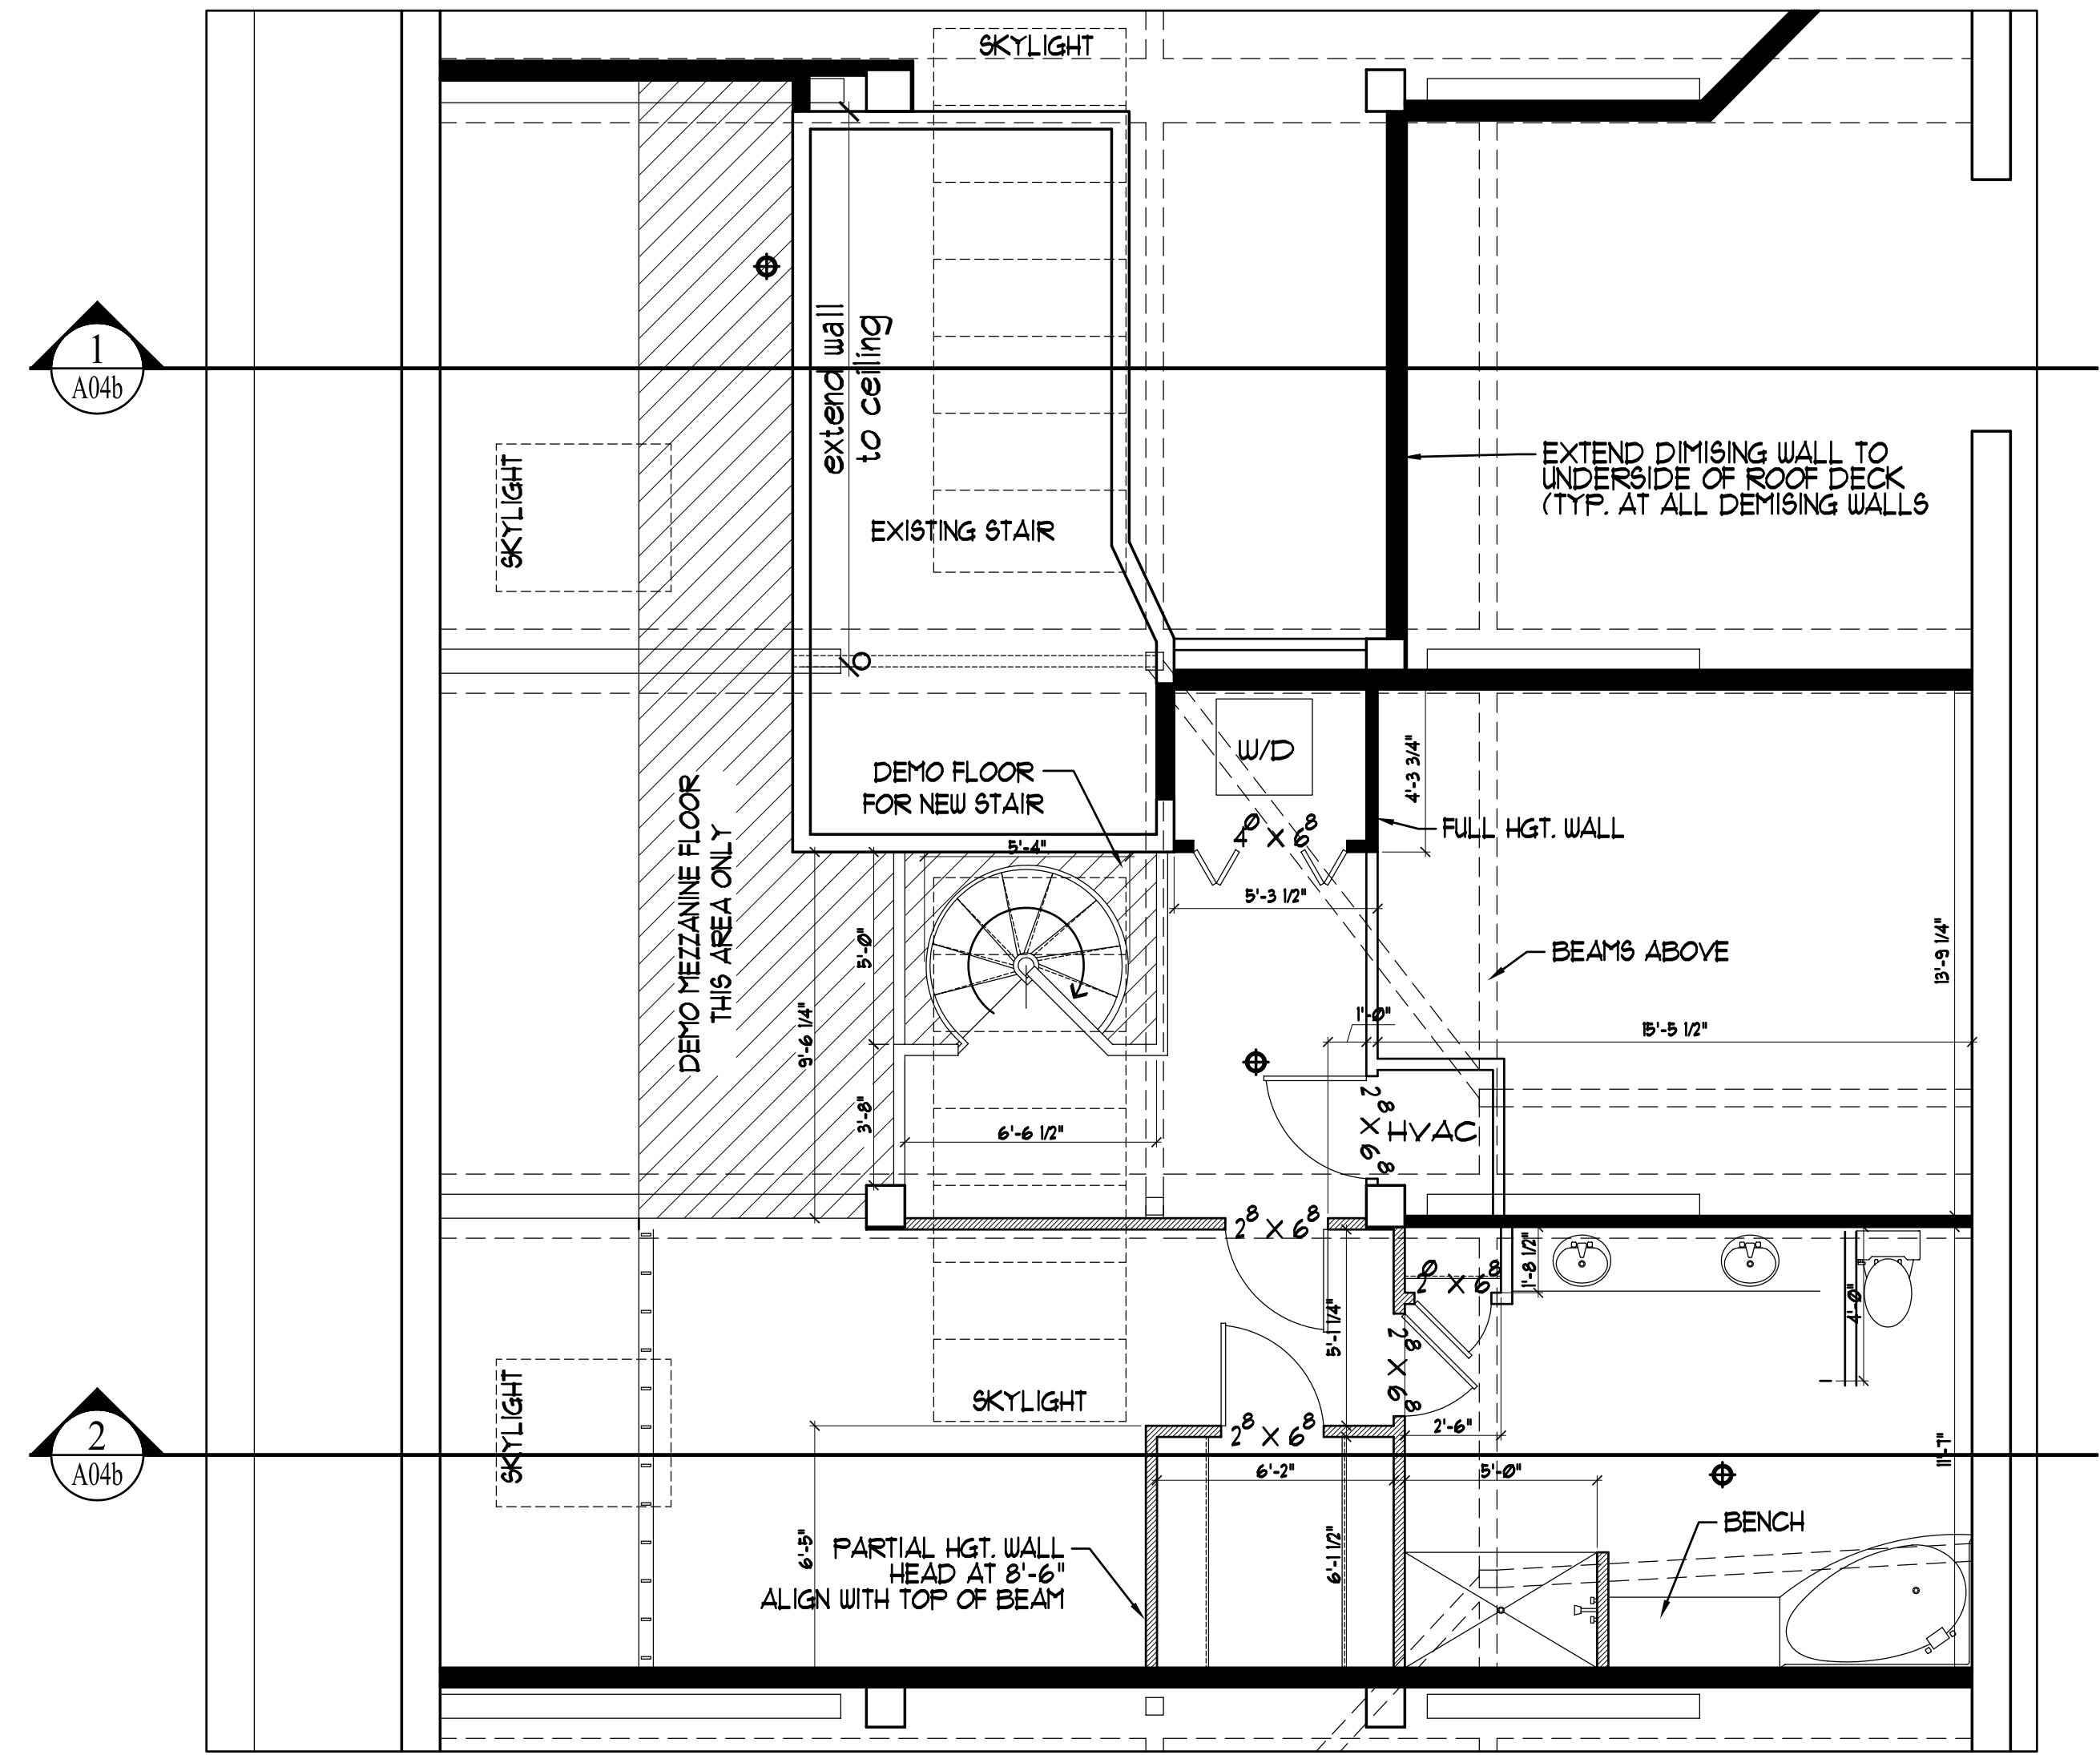 SKYLIGHT
1
A04b
extend wall
to ceiling
SKYLIGHT
EXISTING STAIR
EXTEND DIMISING WALL TO
UNDERSIDE OF ROOF DECK
(TYP. AT ALL DEMISING WALLS
W/D
4'-3 3/4"
DEMO FLOOR
FOR NEW STAIR
4⁰ X 6⁸
FULL HGT. WALL
5'-4"
DEMO MEZZANINE FLOOR
THIS AREA ONLY
5'-3 1/2"
5'-0"
BEAMS ABOVE
13'-9 1/4"
9'-6 1/4"
1'-0"
15'-5 1/2"
3'-8"
6'-6 1/2"
2⁸ X 6⁸
HVAC
2⁸ X 6⁸
2⁰ X 6⁸
1'-8 1/2"
4'-0"
5'-1 1/4"
2⁸ X 6⁸
SKYLIGHT
SKYLIGHT
2
A04b
2⁸ X 6⁸
2'-6"
11'-7"
6'-2"
5'-0"
6'-5"
PARTIAL HGT. WALL
HEAD AT 8'-6"
ALIGN WITH TOP OF BEAM
6'-1 1/2"
BENCH